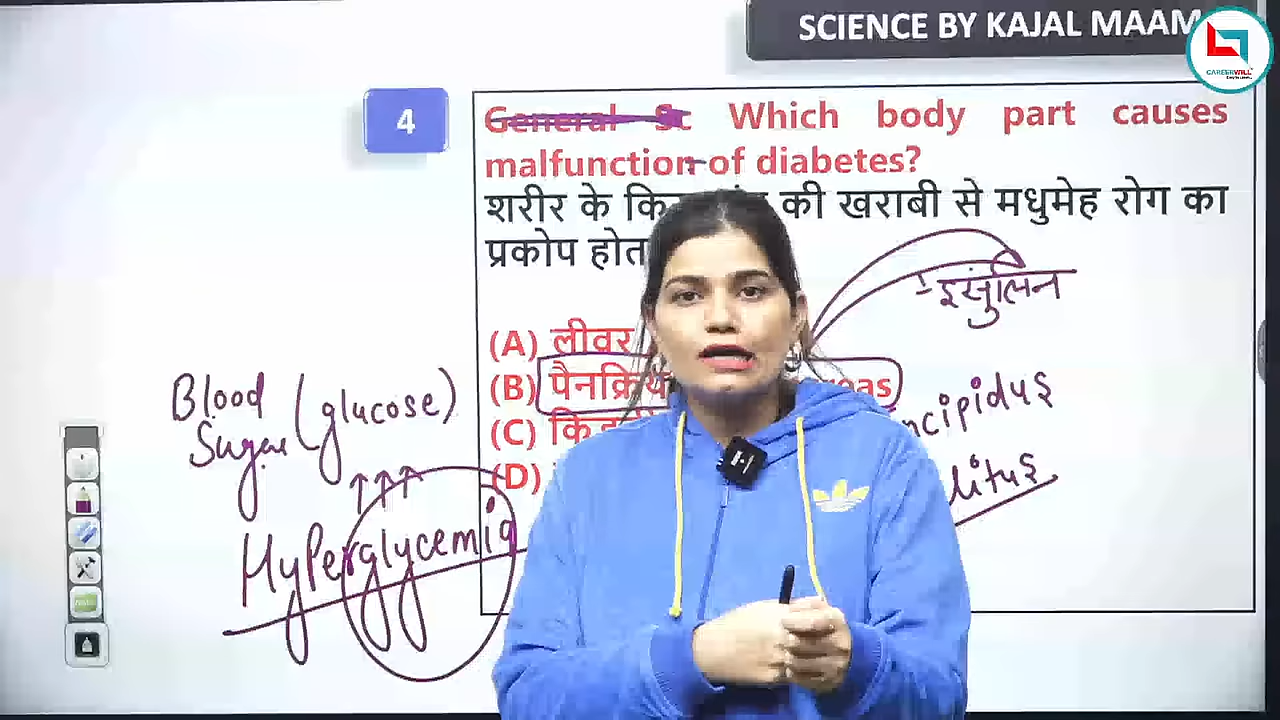 SCIENCE BY KAJAL MAAM
CAREERWILL
4
General Sc Which body part causes
malfunction of diabetes?
शरीर के की खराबी से मधुमेह रोग का
प्रकोप
- इंसुलिन
(A) लीवर
(B)
(C)
(D)
Blood
Sugar (glucose)
↑↑↑
Hyperglycemia